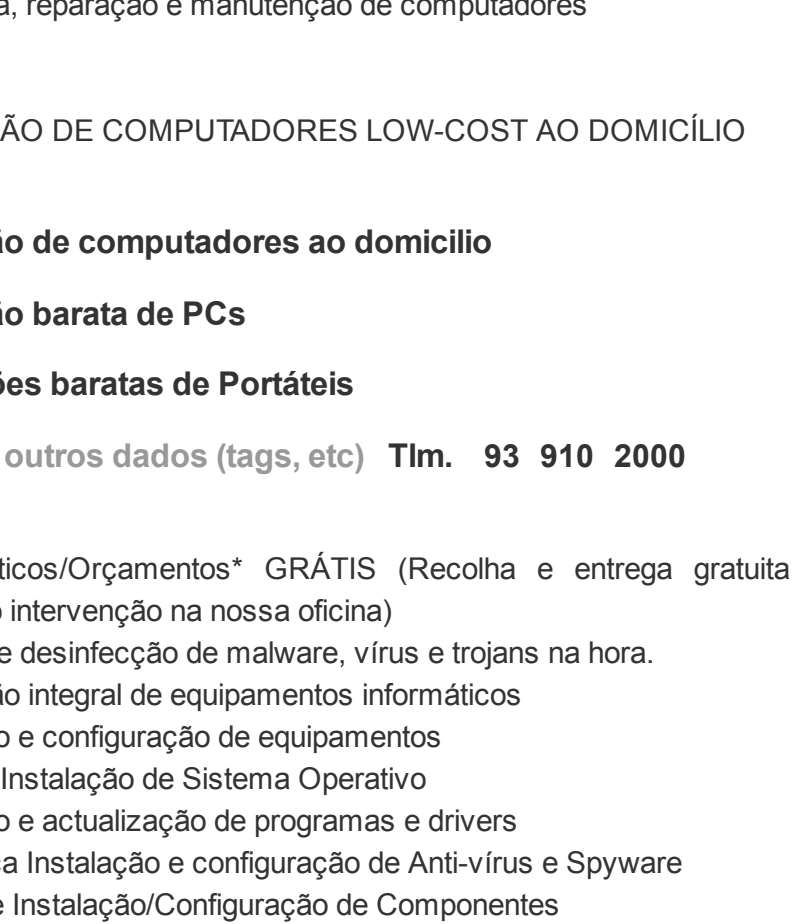 , reparação e manutenção de computadores
ÃO DE COMPUTADORES LOW-COST AO DOMICÍLIO
ão de computadores ao domicilio
ão barata de PCs
ões baratas de Portáteis
outros dados (tags, etc) Tlm. 93 910 2000
ticos/Orçamentos* GRÁTIS (Recolha e entrega gratuita
o intervenção na nossa oficina)
e desinfecção de malware, vírus e trojans na hora.
ão integral de equipamentos informáticos
o e configuração de equipamentos
Instalação de Sistema Operativo
o e actualização de programas e drivers
ça Instalação e configuração de Anti-vírus e Spyware
e Instalação/Configuração de Componentes